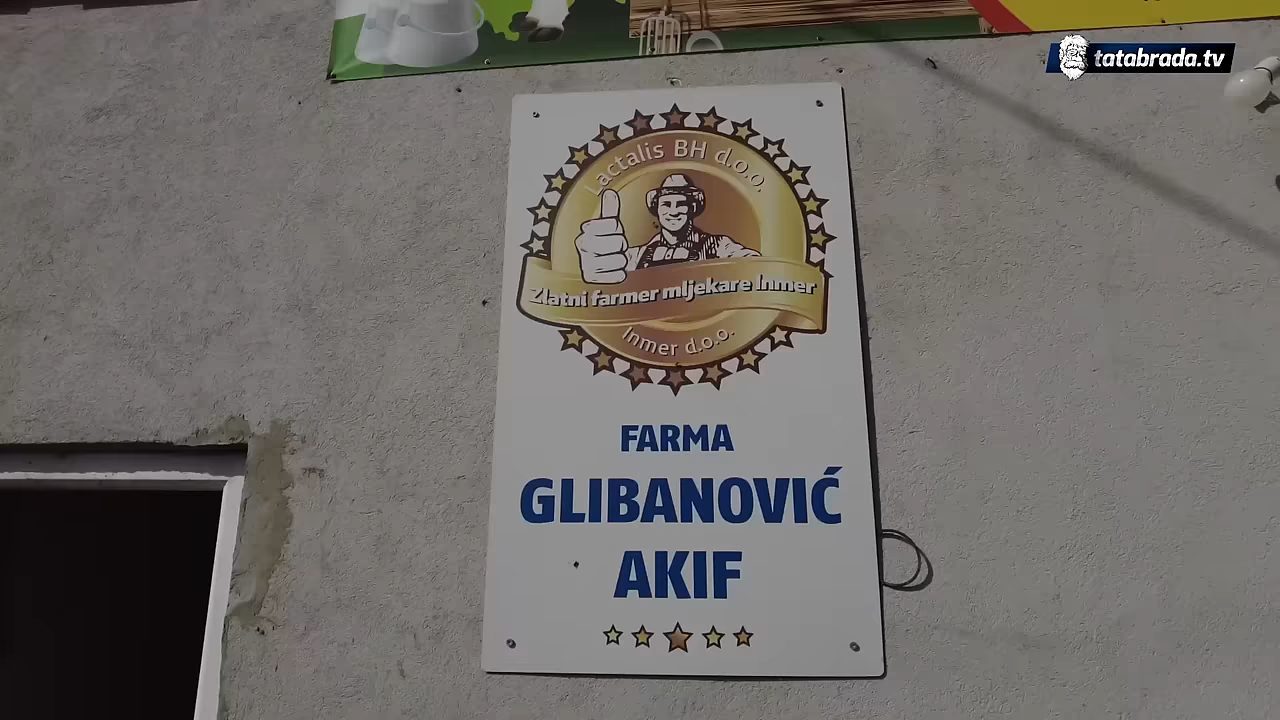 tatabrada.tv
Lactalis BH d.o.o.
Zlatni farmer mljekare Inmer
Inmer d.o.o.
FARMA
GLIBANOVIĆ
AKIF